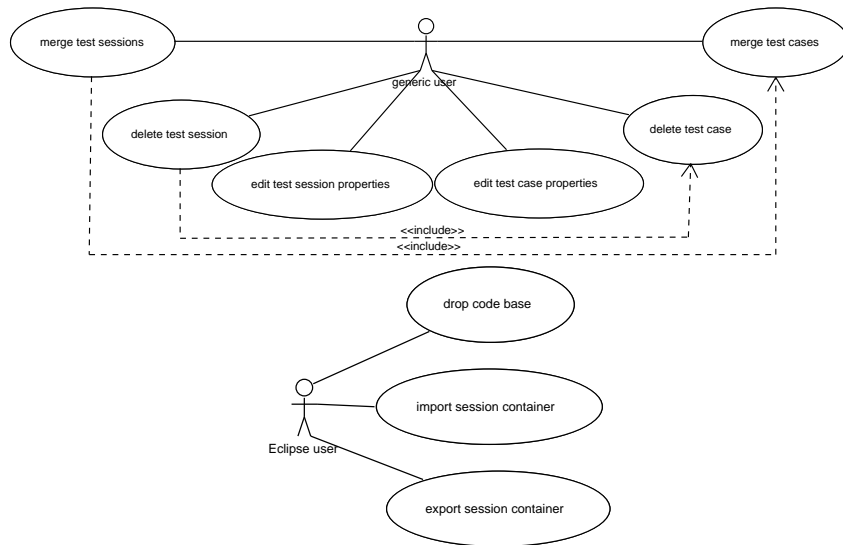 merge test sessions
merge test cases
generic user
delete test session
delete test case
edit test session properties
edit test case properties
<<include>>
<<include>>
drop code base
import session container
Eclipse user
export session container